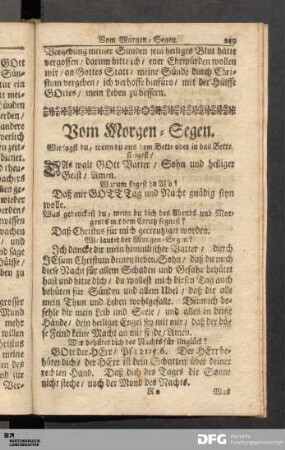 Vom Morgen-Segen. 249
Vergebung meiner Sünden sein heiliges Blut hätte
vergossen/ darum bitte ich/ euer Ehrwürden wollen
mir/ an Gottes Statt/ meine Sünde durch Chri-
stum vergeben/ ich verhoffe hinfüro/ mit der Hülffe
GOttes/ mein Leben zu bessern.
Vom Morgen-Segen.
Wie sagst du/ wenn du aus dem Bette oder in das Bette
steigest?
DAs walt GOtt Vatter/ Sohn und heiliger
Geist/ Amen.
Warum sagst du Also?
Daß mir GOTT Tag und Nacht gnädig seyn
wolle.
Was gedenckest du/ wenn du dich des Abends und Mor-
gends mit dem Creutz segnest?
Daß Christus für mich gecreutziget worden.
Wie lautet der Morgen-Segen?
Ich dancke dir mein himmlischer Vatter/ durch
JEsum Christum deinen lieben Sohn/ daß du mich
diese Nacht für allem Schaden und Gefahr behütet
hast und bitte dich/ du wollest mich diesen Tag auch
behüten für Sünden und allem Ubel/ daß dir alle
mein Thun und Leben wohlgefalle. Dann ich be-
fehle dir mein Leib und Seele/ und alles in deine
Hände/ dein heiliger Engel sey mit mir/ daß der bö-
se Feind keine Macht an mir finde/ Amen.
Wer behütet dich des Nachts für Unglück?
GOtt der HErr/ Ps: 121. 5. 6. Der HErr be-
hütet dich/ der HErr ist dein Schatten über deiner
rechten Hand. Daß dich des Tages die Sonne
nicht steche/ noch der Mond des Nachts.
Was
DFG